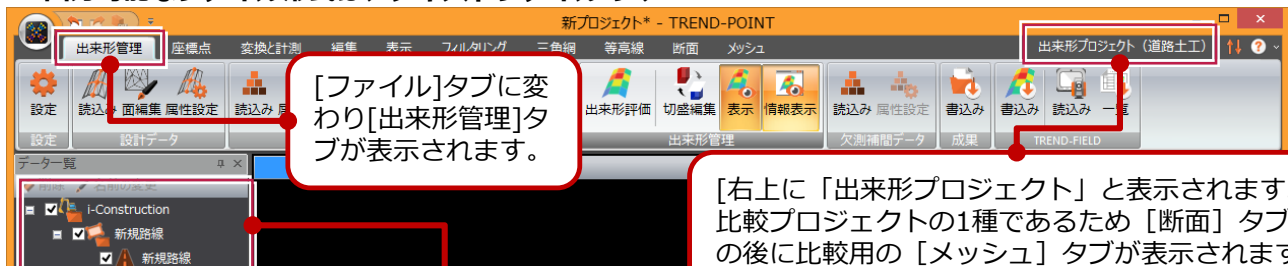 新プロジェクト* - TREND-POINT
出来形管理 座標点 変換と計測 編集 表示 フィルタリング 三角網 等高線 断面 メッシュ 出来形プロジェクト（道路土工）
設定 読込み 面編集 属性設定 読込み 出来形評価 切盛編集 表示 情報表示 読込み 属性設定 書込み 書込み 読込み 一覧
設定 設計データ 出来形管理 欠測補間データ 成果 TREND-FIELD
[ファイル]タブに変
わり[出来形管理]タ
ブが表示されます。
データ一覧
削除 名前の変更
i-Construction
新規路線
新規路線
[右上に「出来形プロジェクト」と表示されます
比較プロジェクトの1種であるため［断面］タブ
の後に比較用の［メッシュ］タブが表示されます